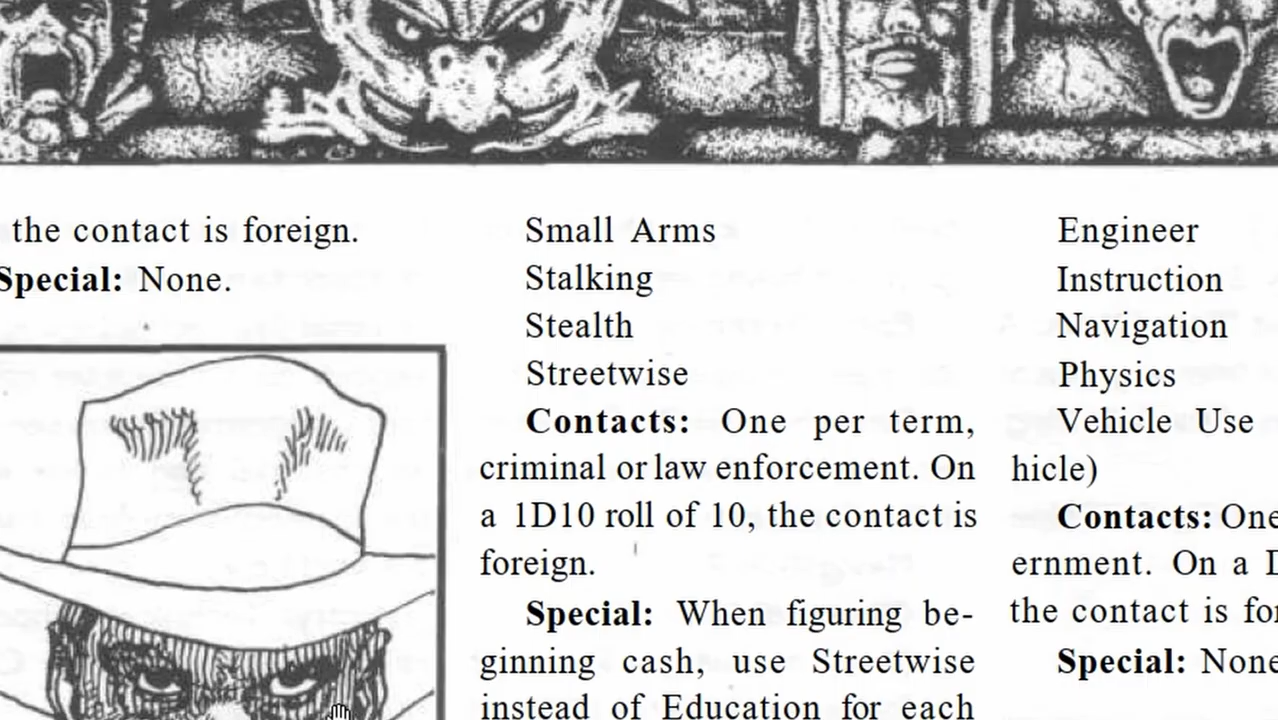 the contact is foreign.
Special: None.
Small Arms
Stalking
Stealth
Streetwise
Contacts: One per term,
criminal or law enforcement. On
a 1D10 roll of 10, the contact is
foreign.
Special: When figuring be-
ginning cash, use Streetwise
instead of Education for each
Engineer
Instruction
Navigation
Physics
Vehicle Use
hicle)
Contacts: One
ernment. On a D
the contact is for
Special: None